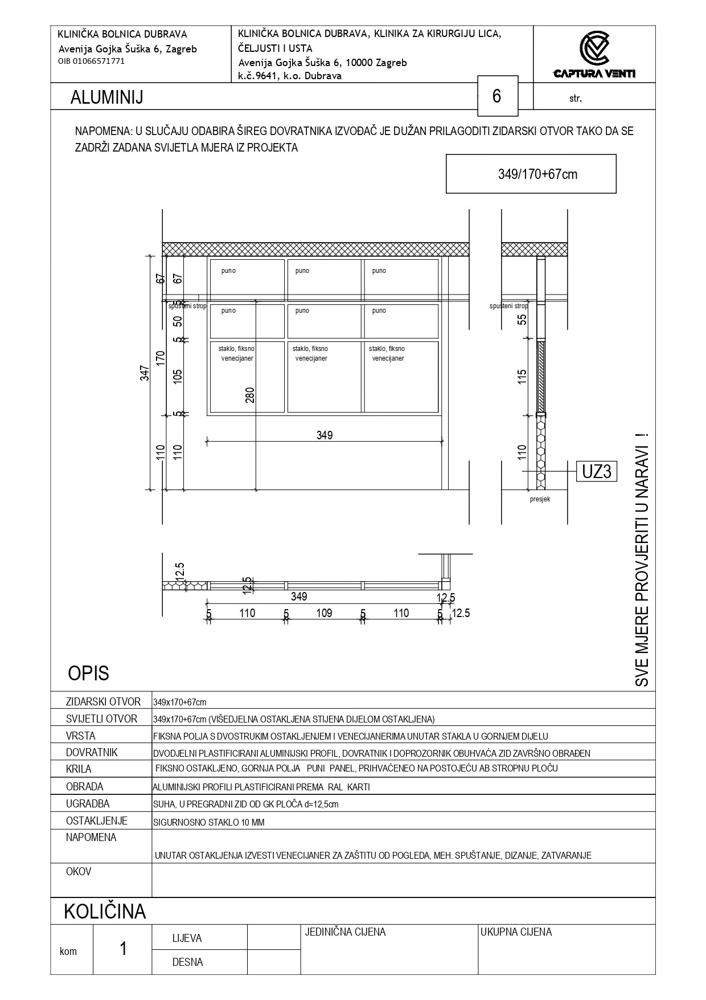 KLINIČKA BOLNICA DUBRAVA
Avenija Gojka Šuška 6, Zagreb
OIB 01066571771
KLINIČKA BOLNICA DUBRAVA, KLINIKA ZA KIRURGIJU LICA,
ČELJUSTI I USTA
Avenija Gojka Šuška 6, 10000 Zagreb
k.č.9641, k.o. Dubrava
CAPTURA VENTI
ALUMINIJ
6
str.
NAPOMENA: U SLUČAJU ODABIRA ŠIREG DOVRATNIKA IZVOĐAČ JE DUŽAN PRILAGODITI ZIDARSKI OTVOR TAKO DA SE
ZADRŽI ZADANA SVIJETLA MJERA IZ PROJEKTA
349/170+67cm
puno puno puno
67 67
5
spušteni strop
spušteni strop
puno puno puno
50
55
5
staklo, fiksno staklo, fiksno staklo, fiksno
venecijaner venecijaner venecijaner
347
170
105
280
115
5
349
110
110
110
UZ3
presjek
SVE MJERE PROVJERITI U NARAVI !
12.5
12.5
349
12.5
5 110 5 109 5 110 5 12.5
OPIS
ZIDARSKI OTVOR 349x170+67cm
SVIJETLI OTVOR 349x170+67cm (VIŠEDJELNA OSTAKLJENA STIJENA DIJELOM OSTAKLJENA)
VRSTA FIKSNA POLJA S DVOSTRUKIM OSTAKLJENJEM I VENECIJANERIMA UNUTAR STAKLA U GORNJEM DIJELU
DOVRATNIK DVODJELNI PLASTIFICIRANI ALUMINIJSKI PROFIL, DOVRATNIK I DOPROZORNIK OBUHVAĆA ZID ZAVRŠNO OBRAĐEN
KRILA FIKSNO OSTAKLJENO, GORNJA POLJA PUNI PANEL, PRIHVAĆENEO NA POSTOJEĆU AB STROPNU PLOČU
OBRADA ALUMINIJSKI PROFILI PLASTIFICIRANI PREMA RAL KARTI
UGRADBA SUHA, U PREGRADNI ZID OD GK PLOČA d=12,5cm
OSTAKLJENJE SIGURNOSNO STAKLO 10 MM
NAPOMENA
UNUTAR OSTAKLJENJA IZVESTI VENECIJANER ZA ZAŠTITU OD POGLEDA, MEH. SPUŠTANJE, DIZANJE, ZATVARANJE
OKOV
KOLIČINA
kom 1
LIJEVA
DESNA
JEDINIČNA CIJENA
UKUPNA CIJENA